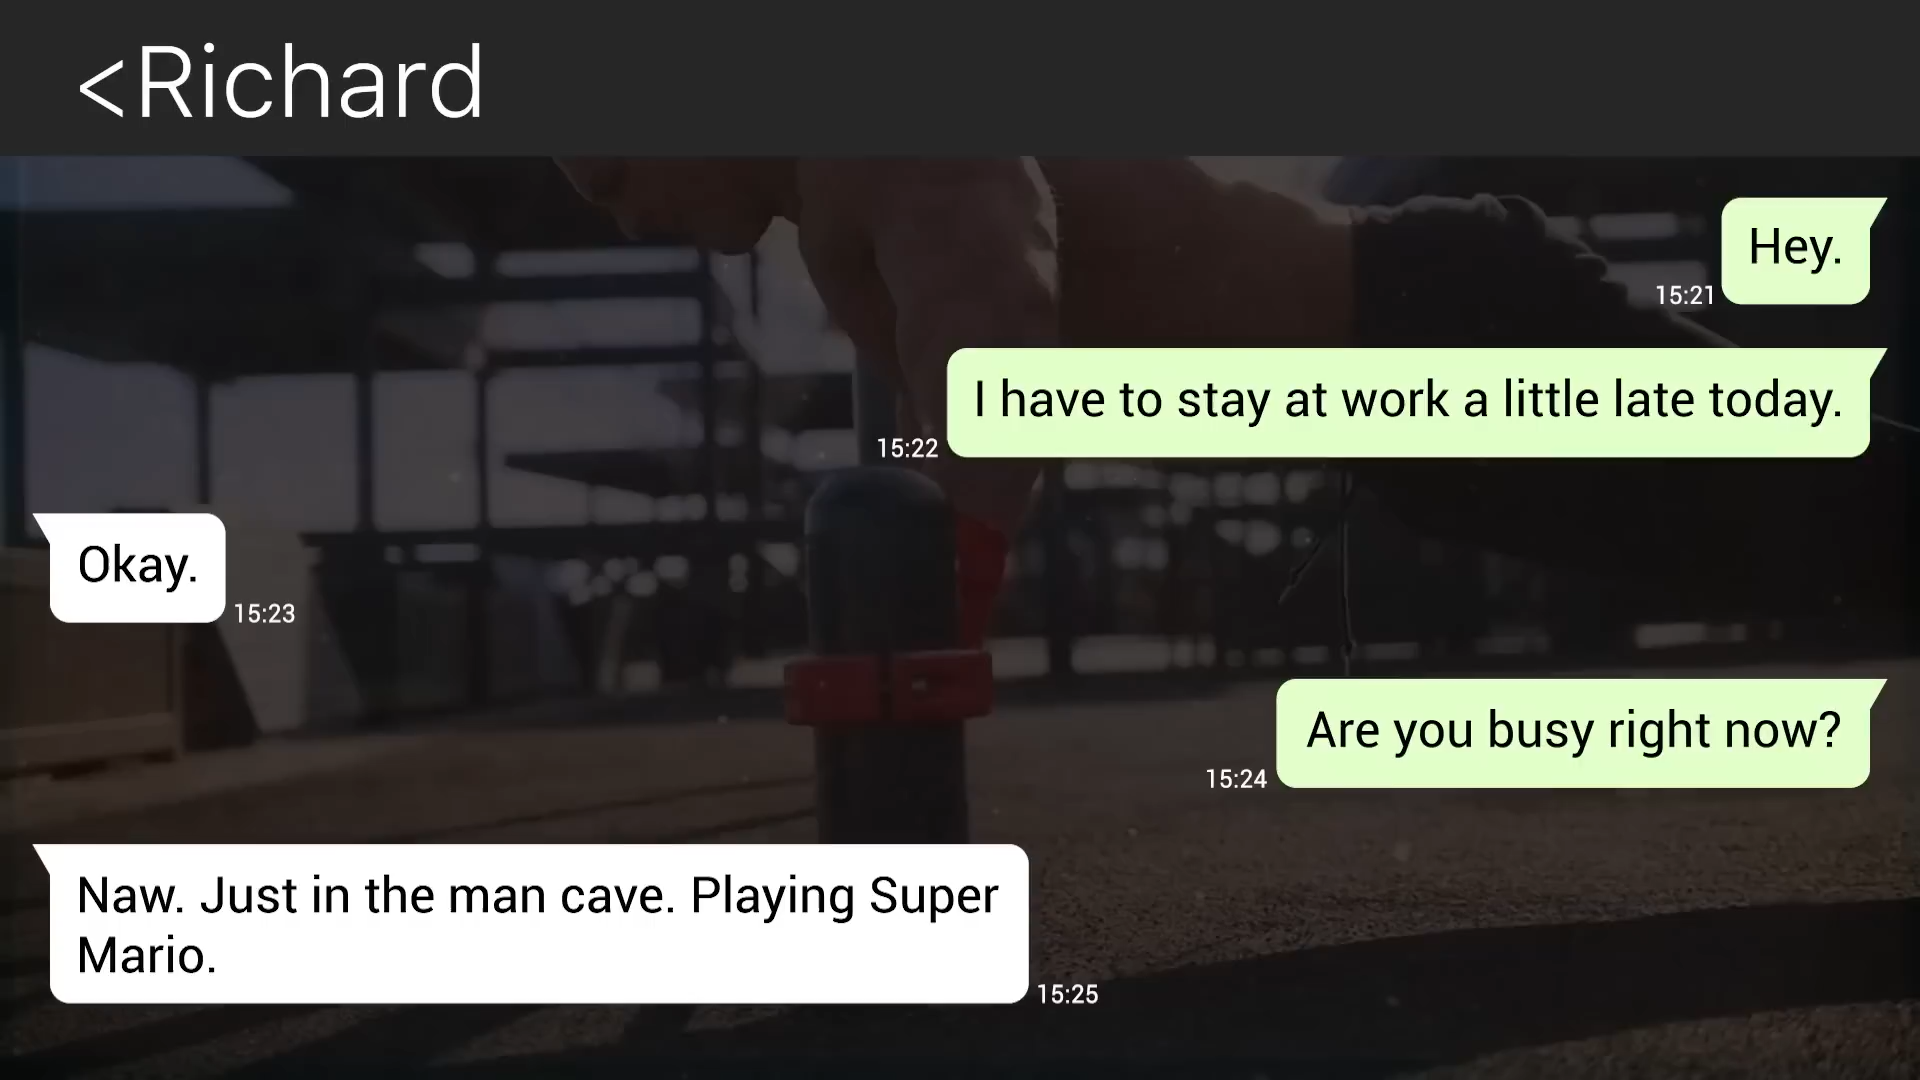 <Richard
Hey.
15:21
I have to stay at work a little late today.
15:22
Okay.
15:23
Are you busy right now?
15:24
Naw. Just in the man cave. Playing Super
Mario.
15:25